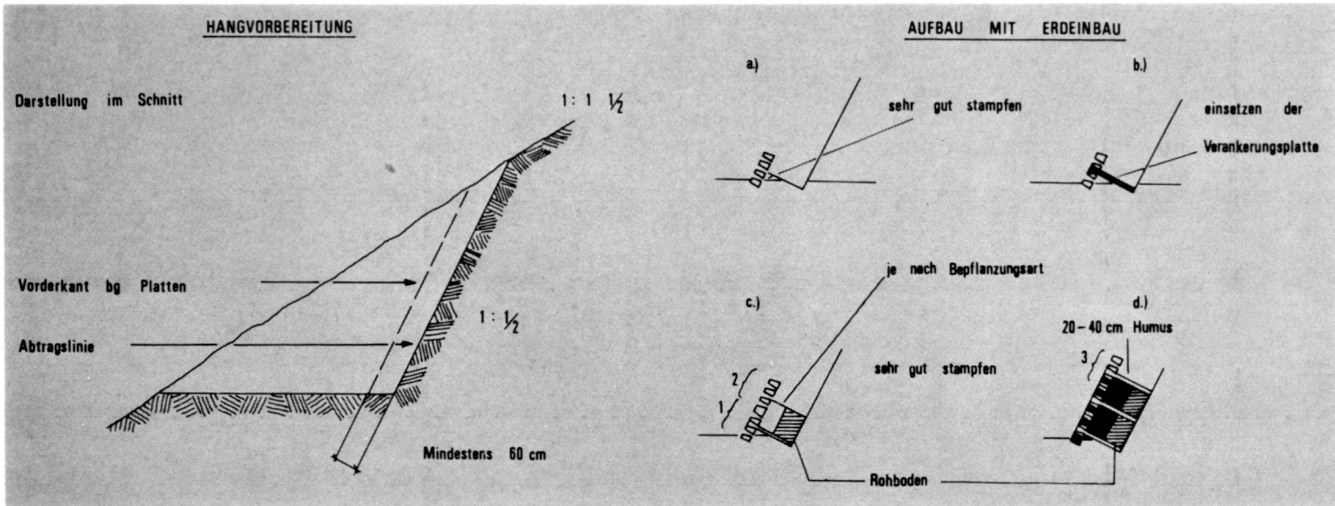 HANGVORBEREITUNG
Darstellung im Schnitt
1 : 1 1/2
Vorderkant bg Platten
1 : 1/2
Abtragslinie
Mindestens 60 cm
AUFBAU MIT ERDEINBAU
a.)
sehr gut stampfen
b.)
einsetzen der
Verankerungsplatte
je nach Bepflanzungsart
c.)
2
1
sehr gut stampfen
d.)
20-40 cm Humus
3
Rohboden